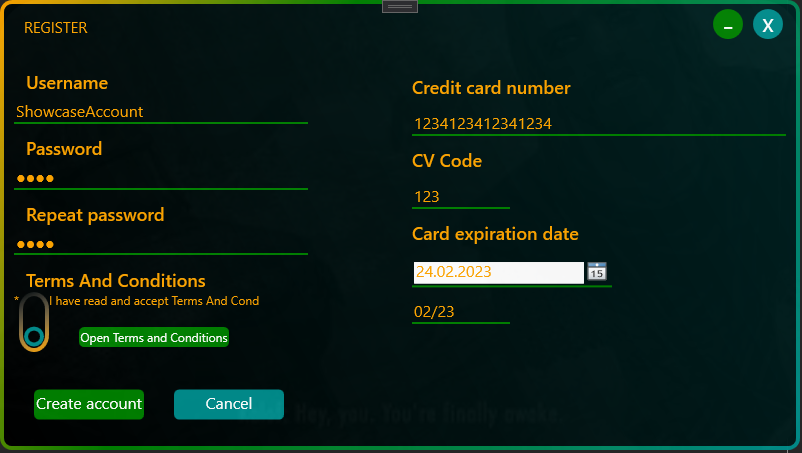 REGISTER
–
X
Username
ShowcaseAccount
Password
Repeat password
Terms And Conditions
* I have read and accept Terms And Cond
Open Terms and Conditions
Create account
Cancel
Credit card number
1234123412341234
CV Code
123
Card expiration date
24.02.2023
15
02/23
Hey, you. You're finally awake.